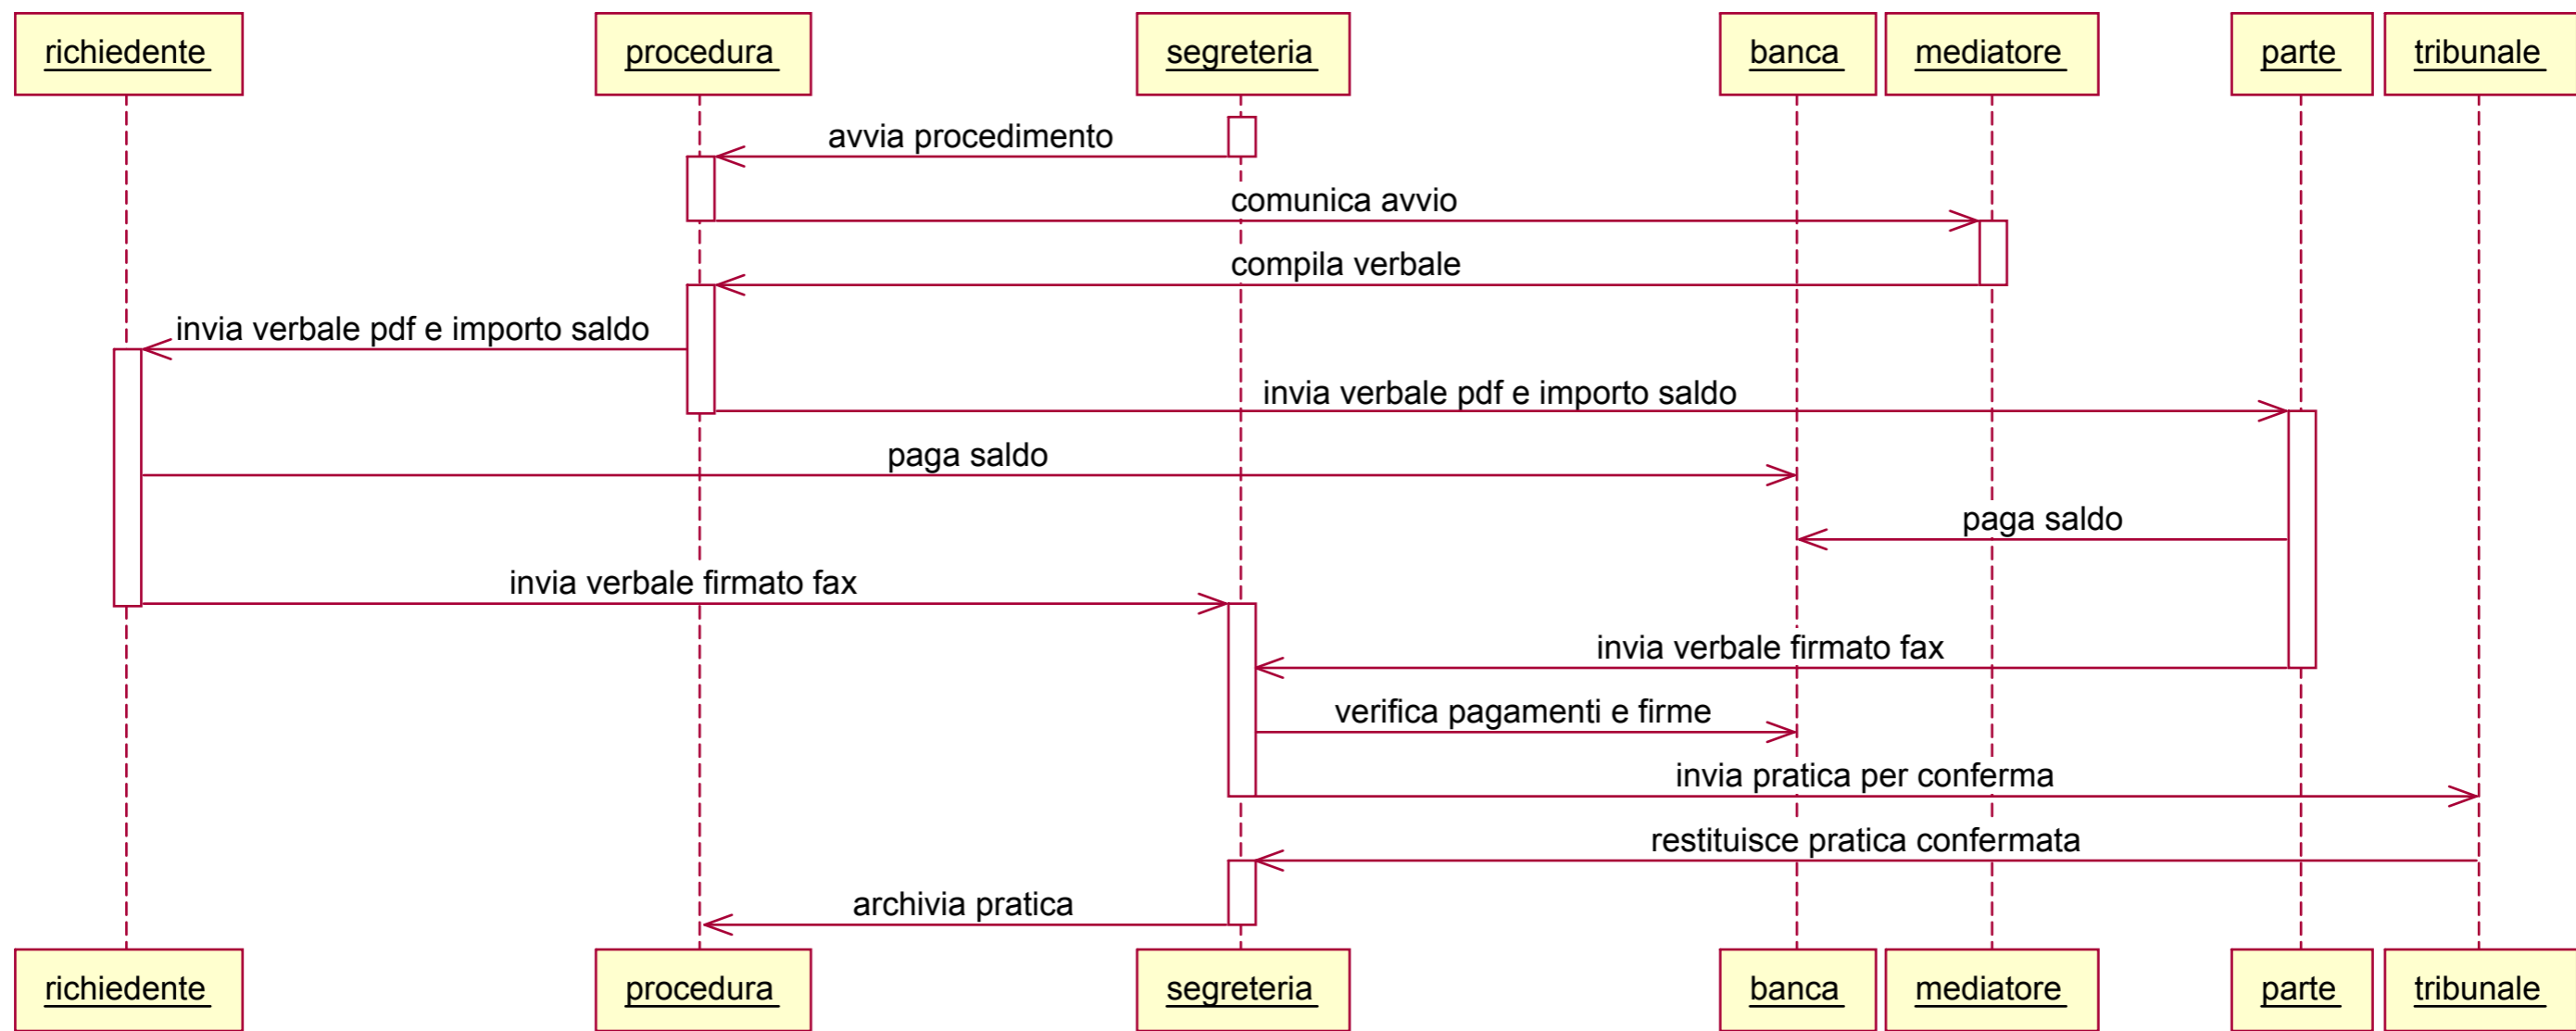 richiedente
procedura
segreteria
banca
mediatore
parte
tribunale
avvia procedimento
comunica avvio
compila verbale
invia verbale pdf e importo saldo
invia verbale pdf e importo saldo
paga saldo
paga saldo
invia verbale firmato fax
invia verbale firmato fax
verifica pagamenti e firme
invia pratica per conferma
restituisce pratica confermata
archivia pratica
richiedente
procedura
segreteria
banca
mediatore
parte
tribunale